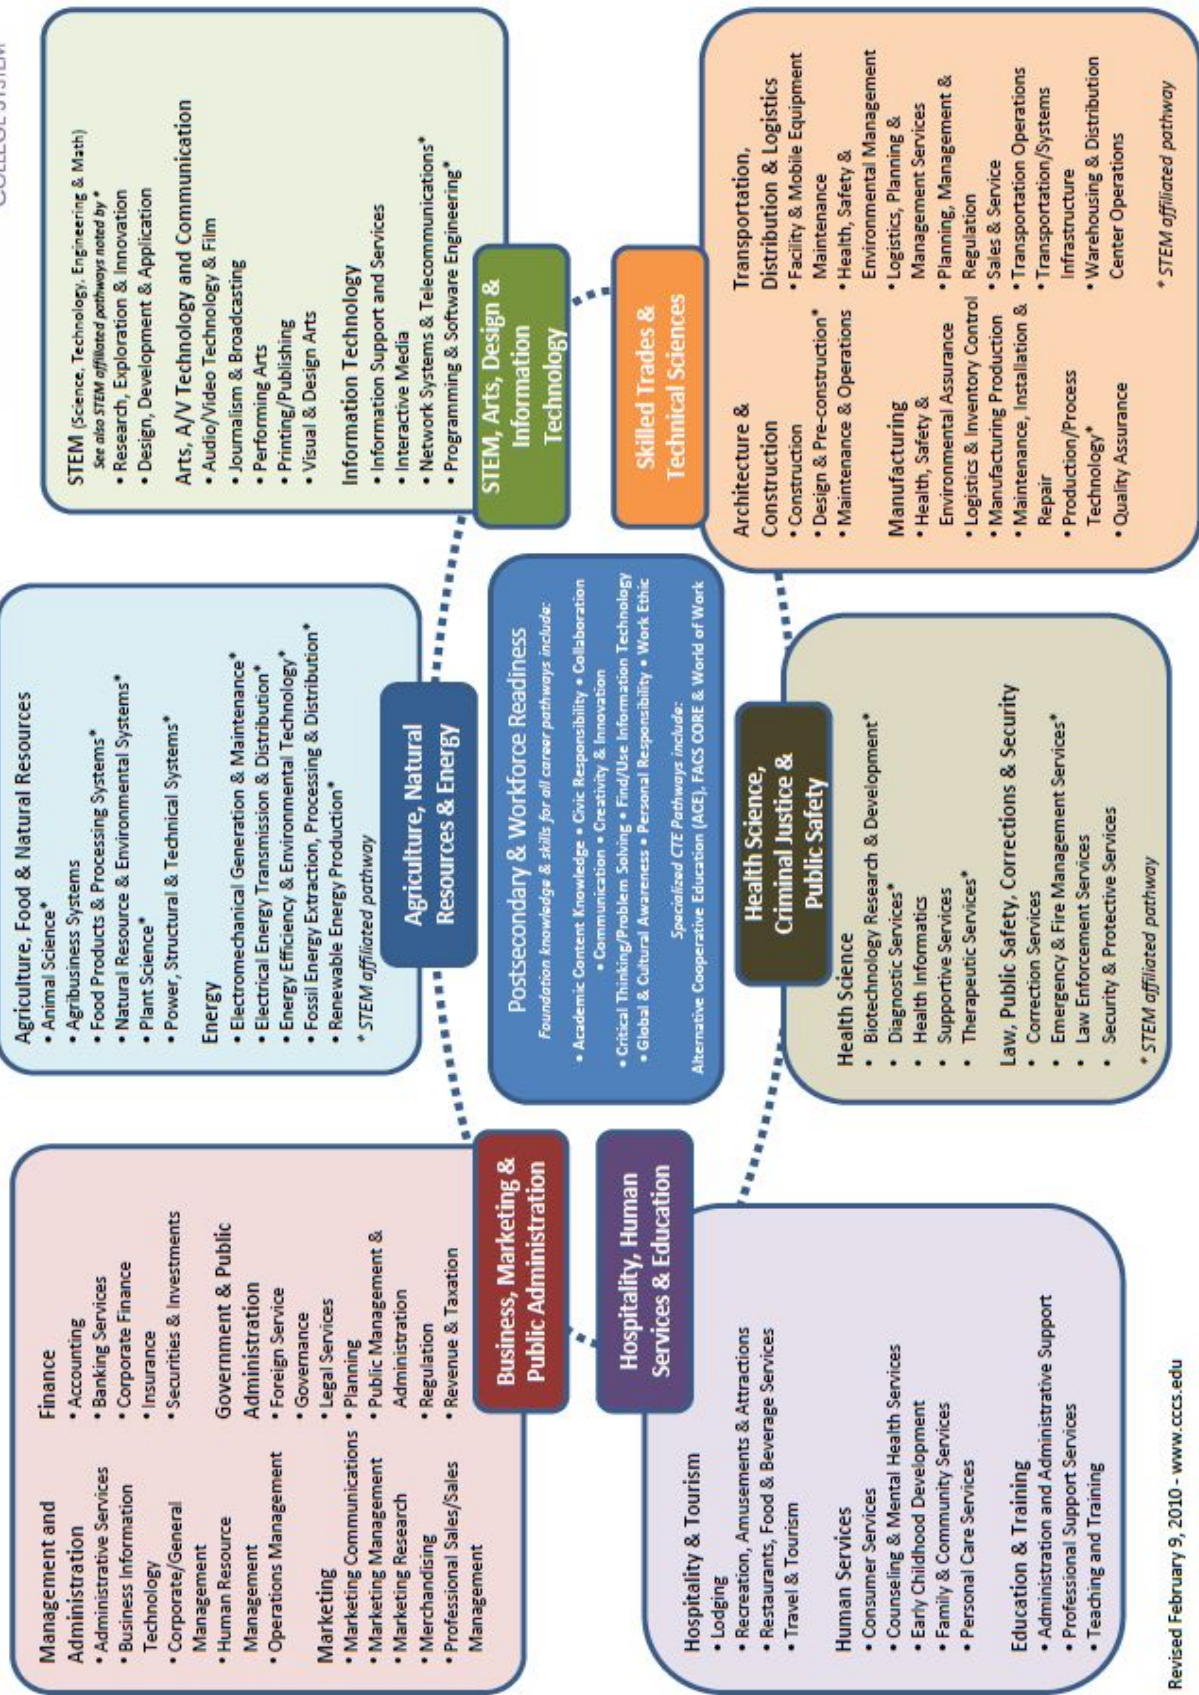 COLLEGE SYSTEM
Management and
Administration
• Administrative Services
• Business Information
Technology
• Corporate/General
Management
• Human Resource
Management
• Operations Management
Marketing
• Marketing Communications
• Marketing Management
• Marketing Research
• Merchandising
• Professional Sales/Sales
Management
Finance
• Accounting
• Banking Services
• Corporate Finance
• Insurance
• Securities & Investments
Government & Public
Administration
• Foreign Service
• Governance
• Legal Services
• Planning
• Public Management &
Administration
• Regulation
• Revenue & Taxation
Business, Marketing &
Public Administration
Agriculture, Food & Natural Resources
• Animal Science*
• Agribusiness Systems
• Food Products & Processing Systems*
• Natural Resource & Environmental Systems*
• Plant Science*
• Power, Structural & Technical Systems*
Energy
• Electromechanical Generation & Maintenance*
• Electrical Energy Transmission & Distribution*
• Energy Efficiency & Environmental Technology*
• Fossil Energy Extraction, Processing & Distribution*
• Renewable Energy Production*
* STEM affiliated pathway
Agriculture, Natural
Resources & Energy
STEM (Science, Technology, Engineering & Math)
See also STEM affiliated pathways noted by *
• Research, Exploration & Innovation
• Design, Development & Application
Arts, A/V Technology and Communication
• Audio/Video Technology & Film
• Journalism & Broadcasting
• Performing Arts
• Printing/Publishing
• Visual & Design Arts
Information Technology
• Information Support and Services
• Interactive Media
• Network Systems & Telecommunications*
• Programming & Software Engineering*
STEM, Arts, Design &
Information
Technology
Postsecondary & Workforce Readiness
Foundation knowledge & skills for all career pathways include:
• Academic Content Knowledge • Civic Responsibility • Collaboration
• Communication • Creativity & Innovation
• Critical Thinking/Problem Solving • Find/Use Information Technology
• Global & Cultural Awareness • Personal Responsibility • Work Ethic
Specialized CTE Pathways include:
Alternative Cooperative Education (ACE), FACS CORE & World of Work
Hospitality, Human
Services & Education
Hospitality & Tourism
• Lodging
• Recreation, Amusements & Attractions
• Restaurants, Food & Beverage Services
• Travel & Tourism
Human Services
• Consumer Services
• Counseling & Mental Health Services
• Early Childhood Development
• Family & Community Services
• Personal Care Services
Education & Training
• Administration and Administrative Support
• Professional Support Services
• Teaching and Training
Health Science,
Criminal Justice &
Public Safety
Health Science
• Biotechnology Research & Development*
• Diagnostic Services*
• Health Informatics
• Supportive Services
• Therapeutic Services*
Law, Public Safety, Corrections & Security
• Correction Services
• Emergency & Fire Management Services*
• Law Enforcement Services
• Security & Protective Services
* STEM affiliated pathway
Skilled Trades &
Technical Sciences
Architecture &
Construction
• Construction
• Design & Pre-construction*
• Maintenance & Operations
Manufacturing
• Health, Safety &
Environmental Assurance
• Logistics & Inventory Control
• Manufacturing Production
• Maintenance, Installation &
Repair
• Production/Process
Technology*
• Quality Assurance
Transportation,
Distribution & Logistics
• Facility & Mobile Equipment
Maintenance
• Health, Safety &
Environmental Management
• Logistics, Planning &
Management Services
• Planning, Management &
Regulation
• Sales & Service
• Transportation Operations
• Transportation/Systems
Infrastructure
• Warehousing & Distribution
Center Operations
* STEM affiliated pathway
Revised February 9, 2010 - www.cccs.edu